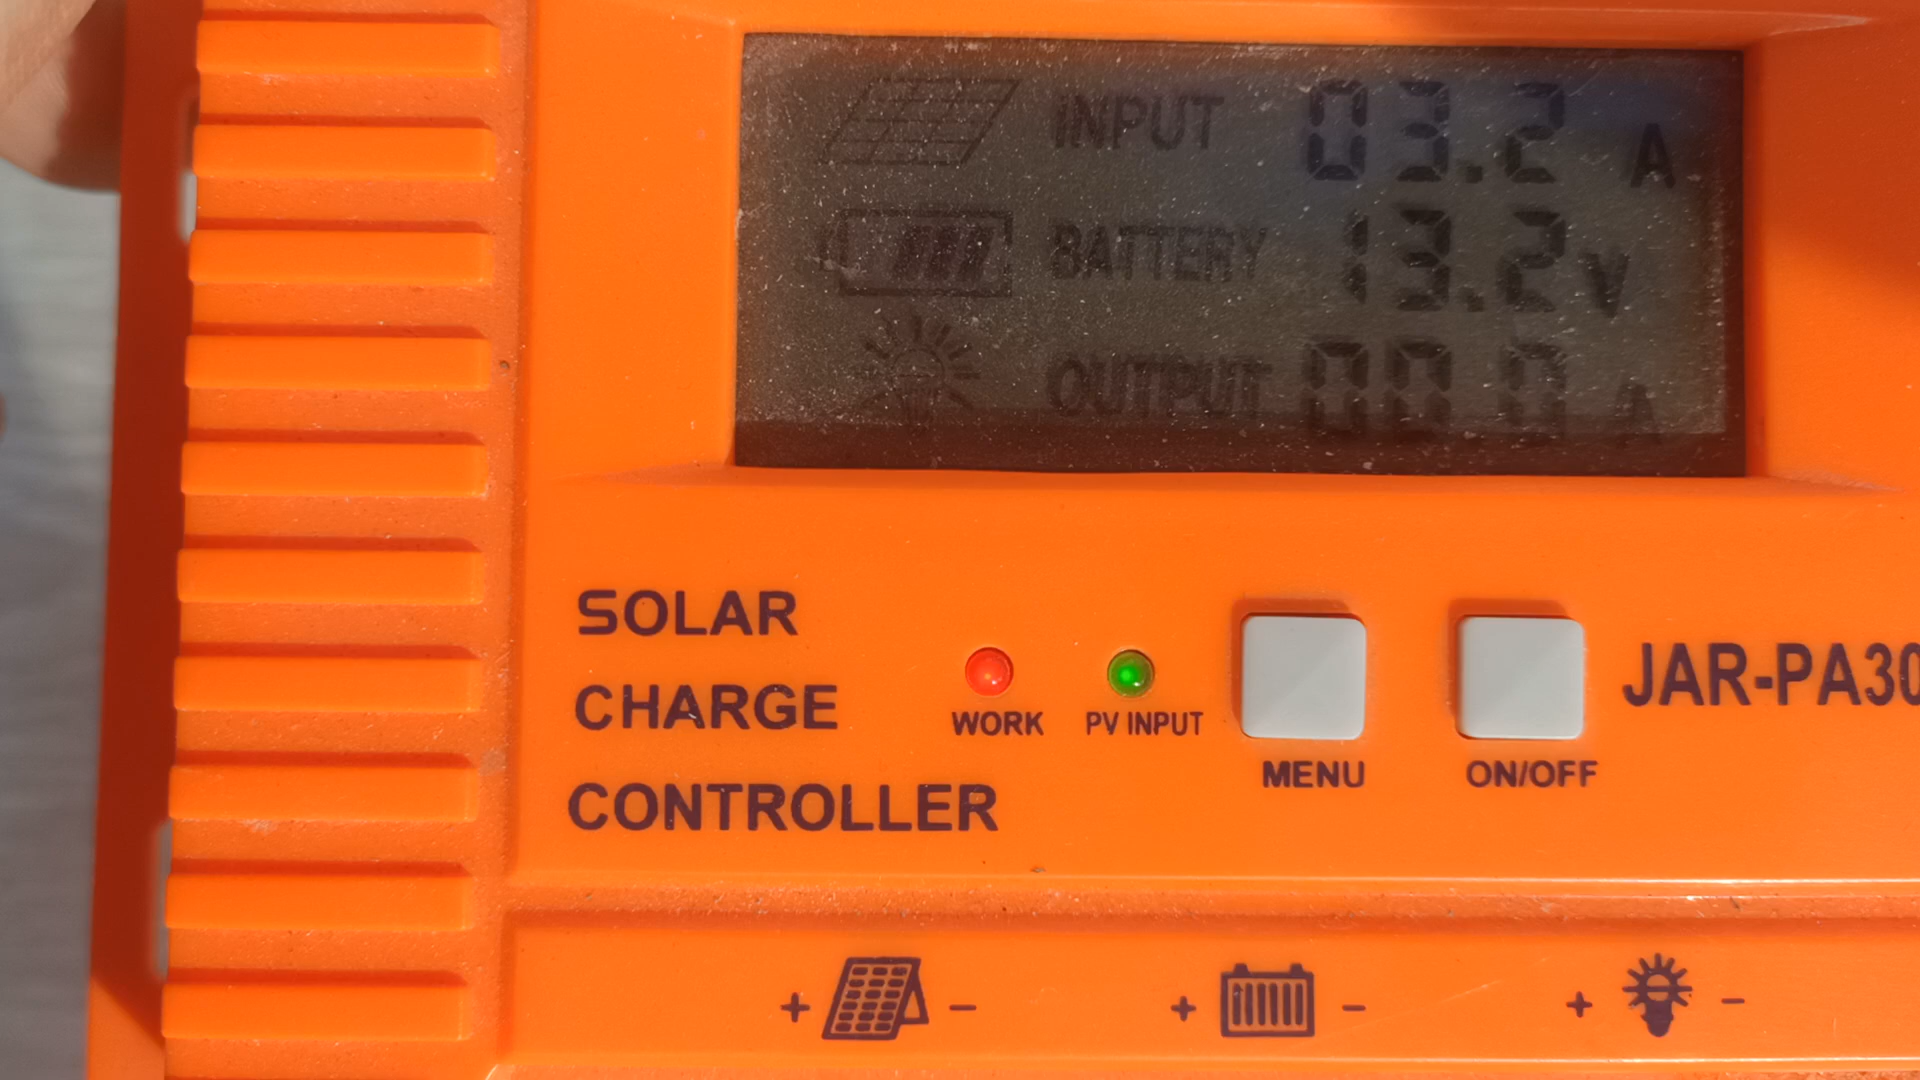 INPUT 03.2 A
BATTERY 13.2 V
OUTPUT 00.0 A
SOLAR
CHARGE
CONTROLLER
WORK
PV INPUT
MENU
ON/OFF
JAR-PA30
+ -
+ -
+ -